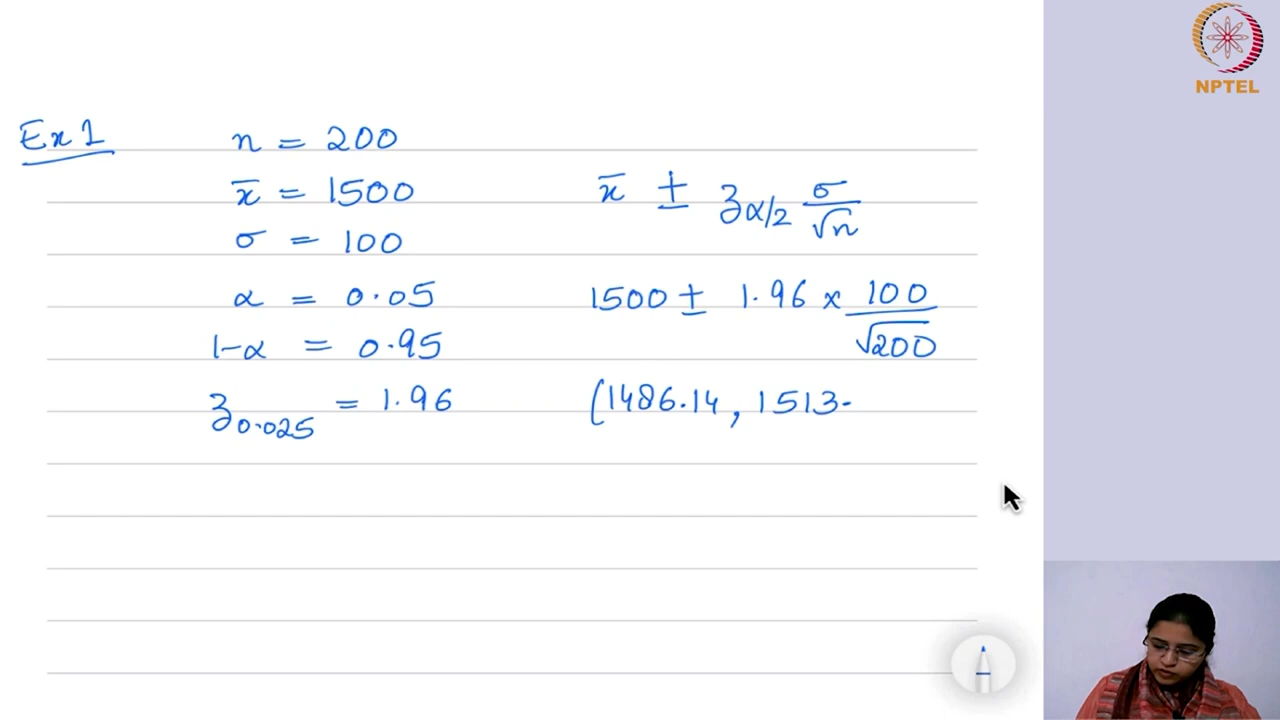 NPTEL
Ex 1
n = 200
x̄ = 1500
σ = 100
α = 0.05
1-α = 0.95
z0.025 = 1.96
x̄ ± zα/2 σ/√n
1500 ± 1.96 × 100/√200
(1486.14, 1513.